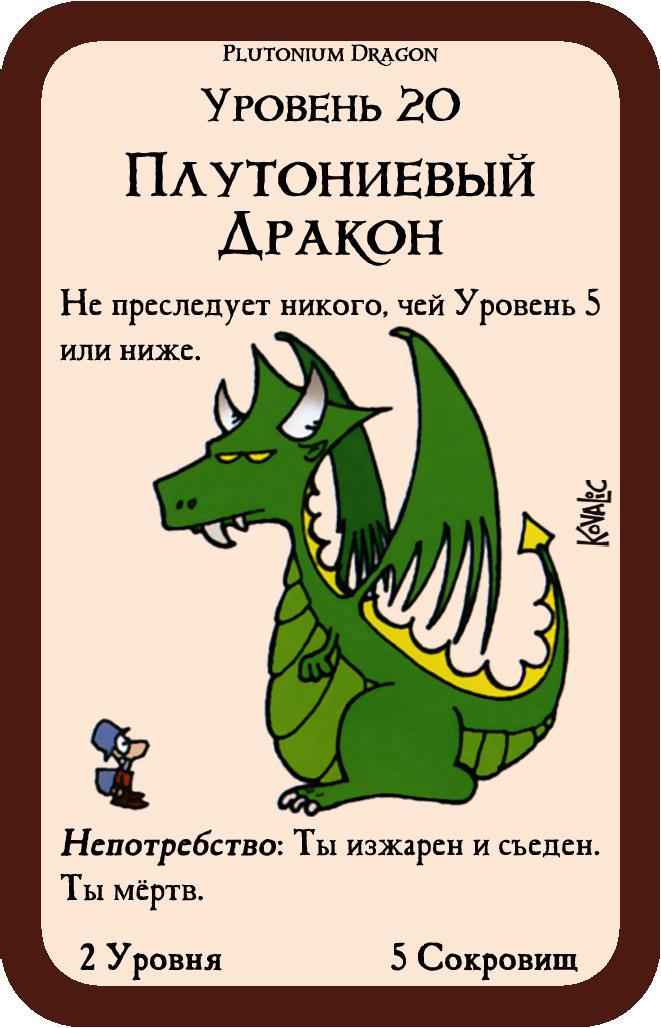 Plutonium Dragon
Уровень 20
Плутониевый
Дракон
Не преследует никого, чей Уровень 5
или ниже.
Kovalic
Непотребство: Ты изжарен и съеден.
Ты мёртв.
2 Уровня 5 Сокровищ